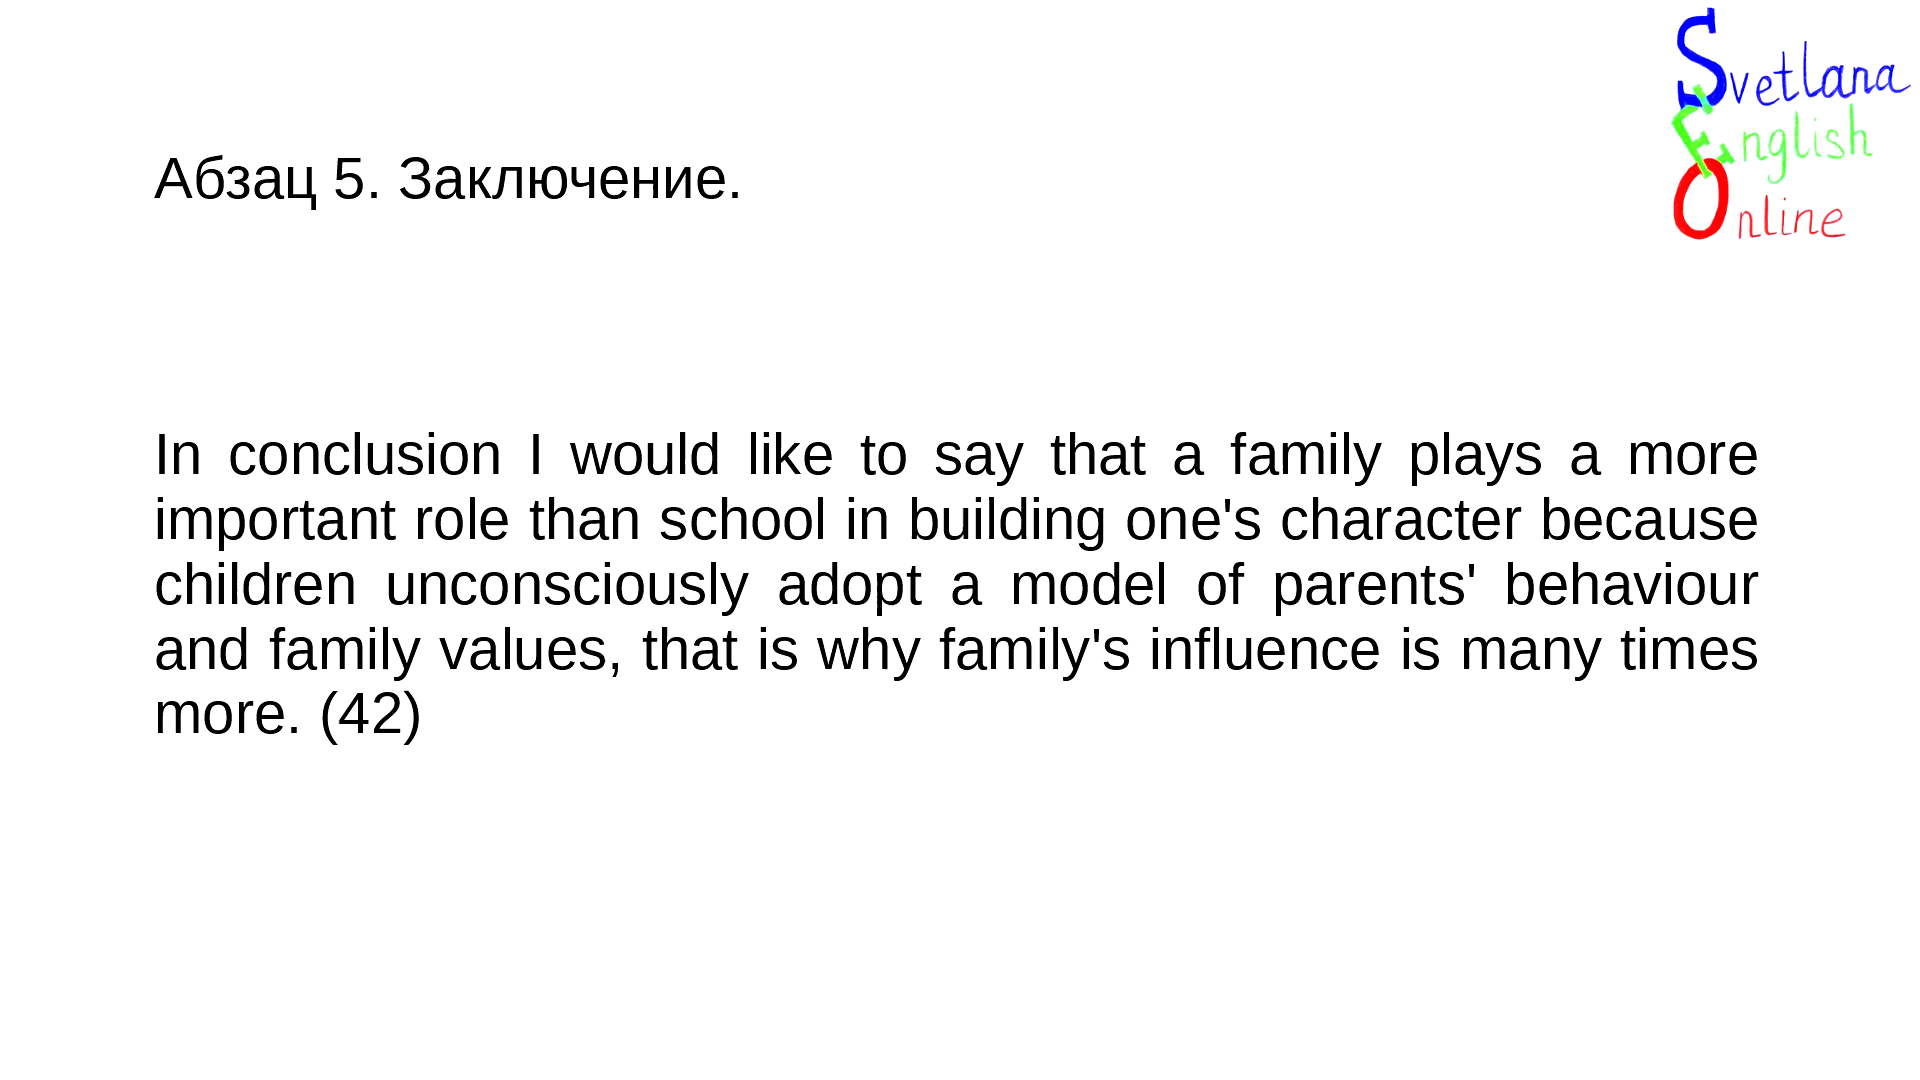 Svetlana
English
Online
Абзац 5. Заключение.
In conclusion I would like to say that a family plays a more
important role than school in building one's character because
children unconsciously adopt a model of parents' behaviour
and family values, that is why family's influence is many times
more. (42)